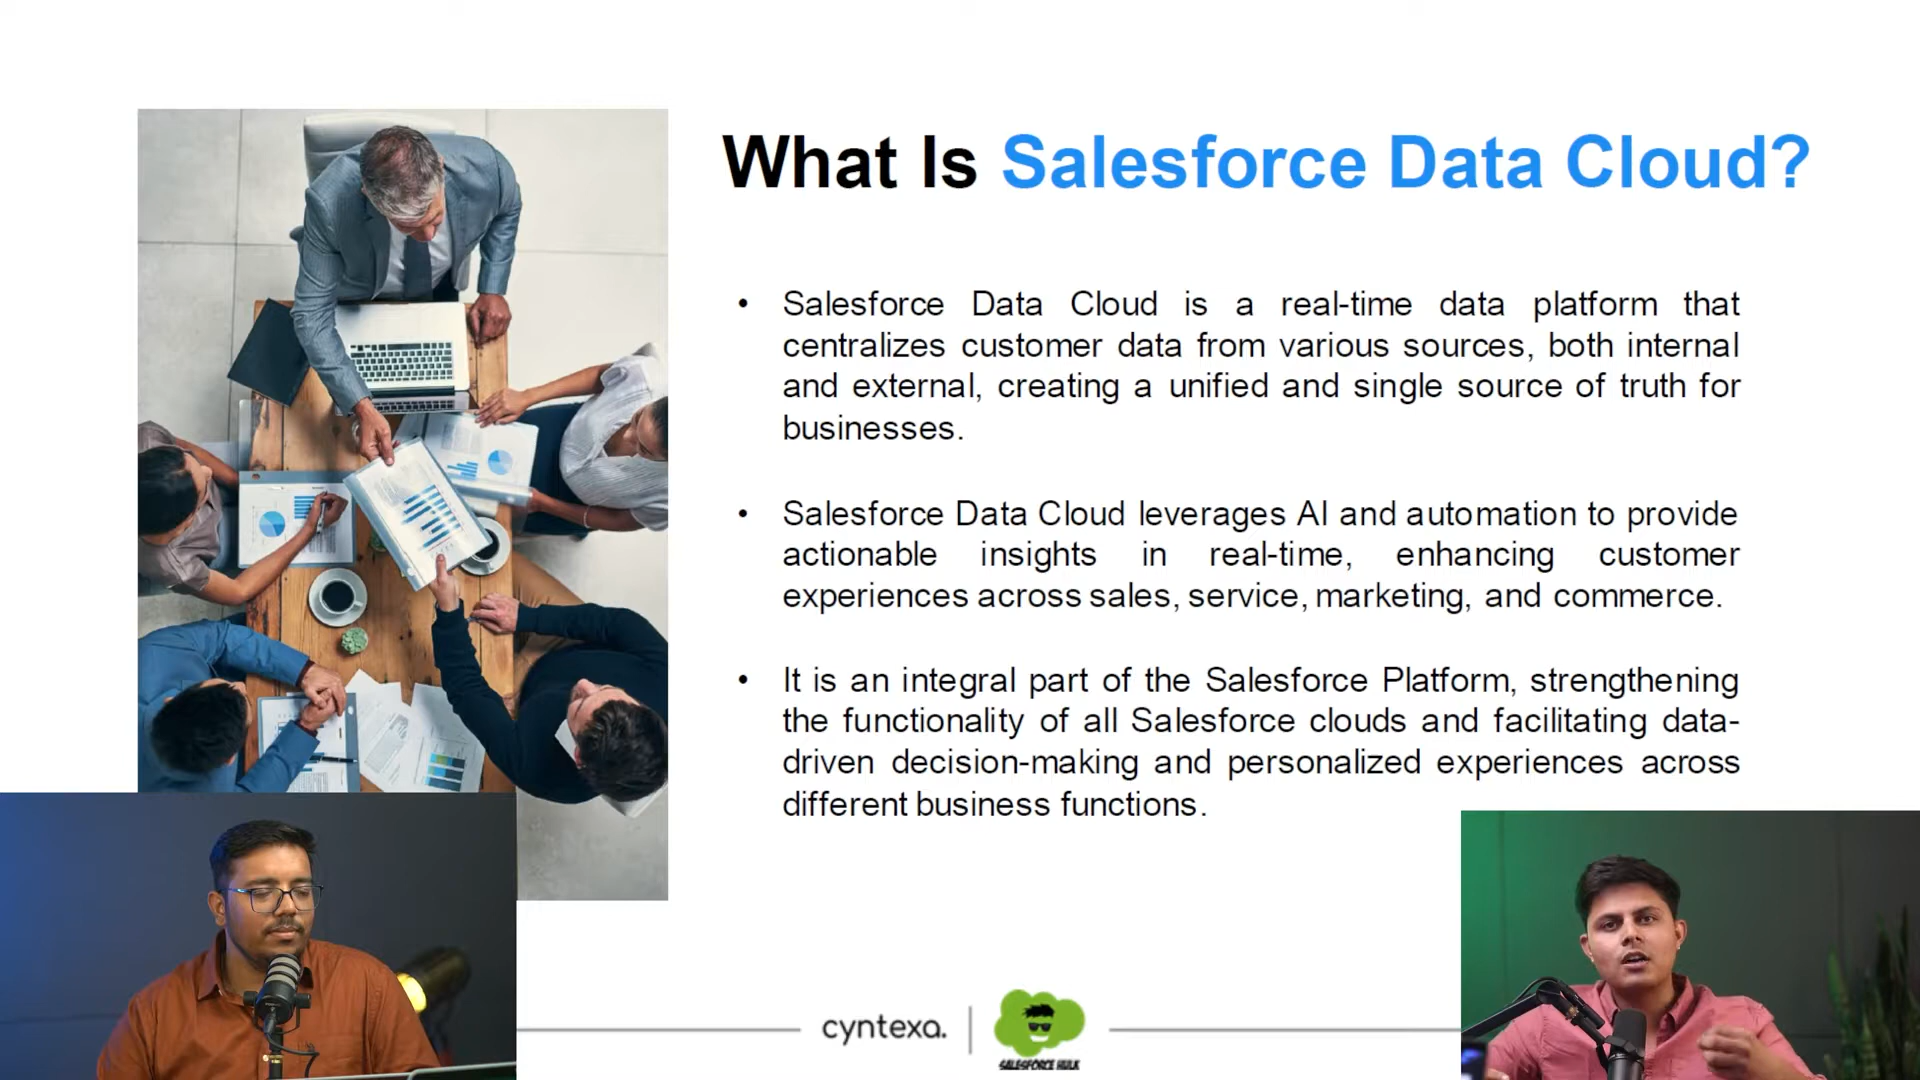 What Is Salesforce Data Cloud?
• Salesforce Data Cloud is a real-time data platform that
centralizes customer data from various sources, both internal
and external, creating a unified and single source of truth for
businesses.
• Salesforce Data Cloud leverages AI and automation to provide
actionable insights in real-time, enhancing customer
experiences across sales, service, marketing, and commerce.
• It is an integral part of the Salesforce Platform, strengthening
the functionality of all Salesforce clouds and facilitating data-
driven decision-making and personalized experiences across
different business functions.
cyntexa.
SALESFORCE HULK